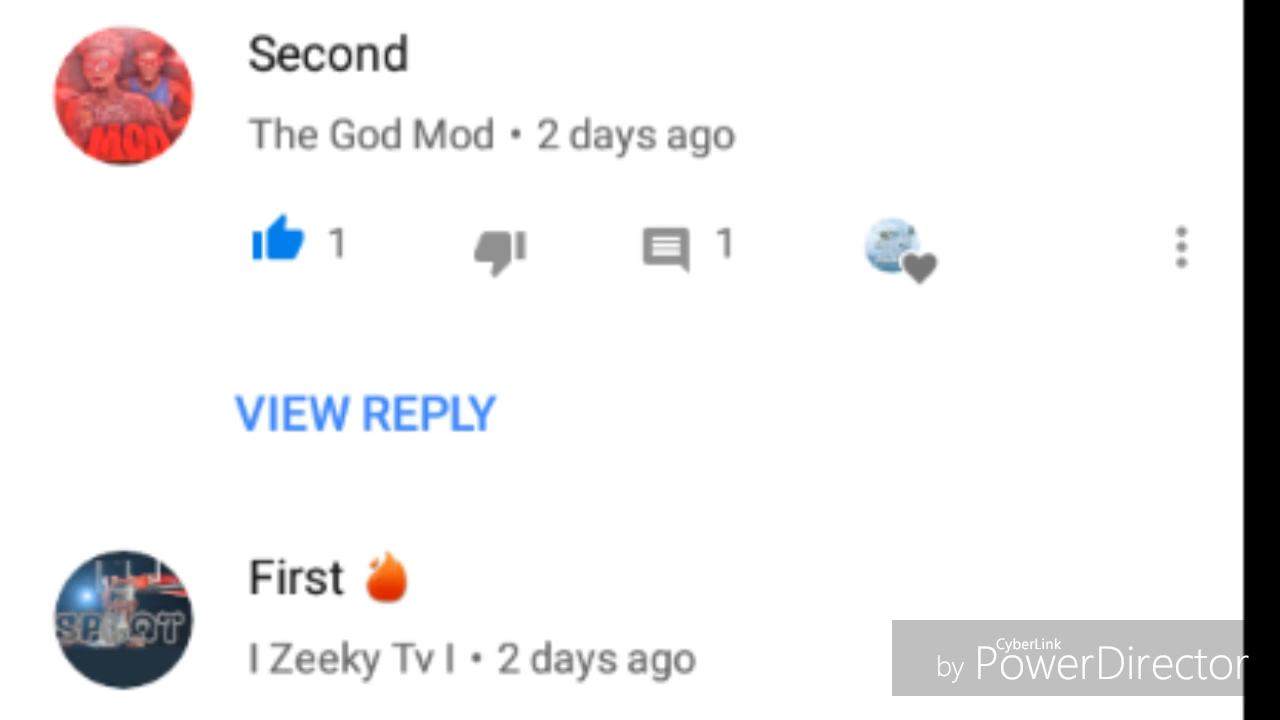 Second
The God Mod • 2 days ago
1
1
VIEW REPLY
First 🔥
I Zeeky Tv I • 2 days ago
MOD
CyberLink
by PowerDirector